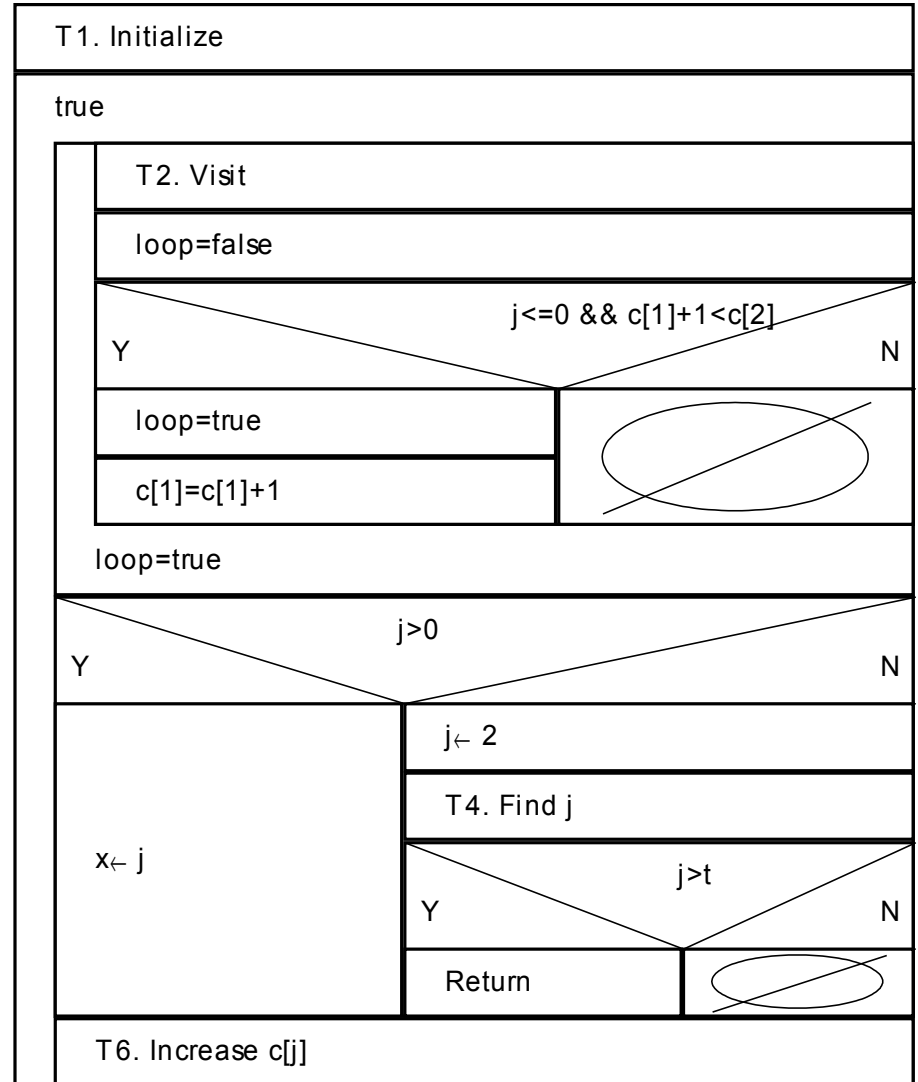 T1. Initialize
true
T2. Visit
loop=false
j<=0 && c[1]+1<c[2]
Y
N
loop=true
c[1]=c[1]+1
loop=true
j>0
Y
N
j← 2
T4. Find j
x← j
j>t
Y
N
Return
T6. Increase c[j]